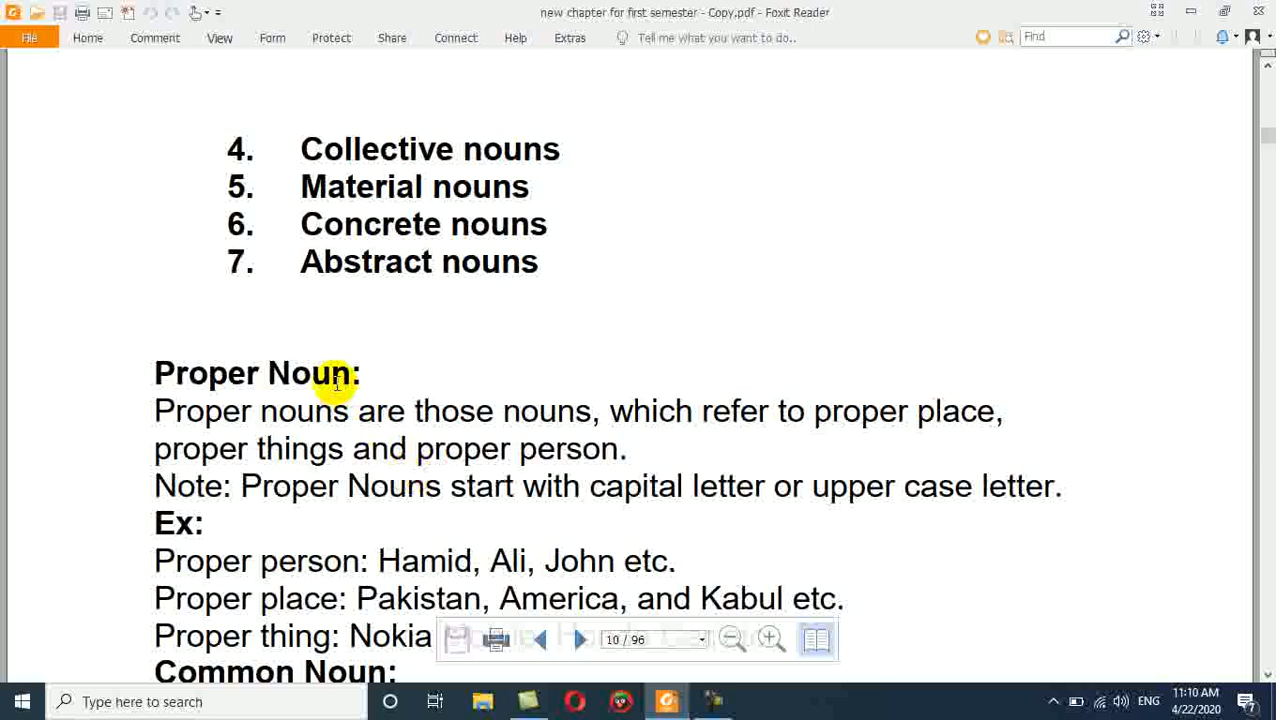 new chapter for first semester - Copy.pdf - Foxit Reader
File Home Comment View Form Protect Share Connect Help Extras Tell me what you want to do.. Find
4. Collective nouns
5. Material nouns
6. Concrete nouns
7. Abstract nouns
Proper Noun:
Proper nouns are those nouns, which refer to proper place,
proper things and proper person.
Note: Proper Nouns start with capital letter or upper case letter.
Ex:
Proper person: Hamid, Ali, John etc.
Proper place: Pakistan, America, and Kabul etc.
Proper thing: Nokia
10 / 96
Common Noun:
Type here to search
ENG
11:10 AM
4/22/2020
7